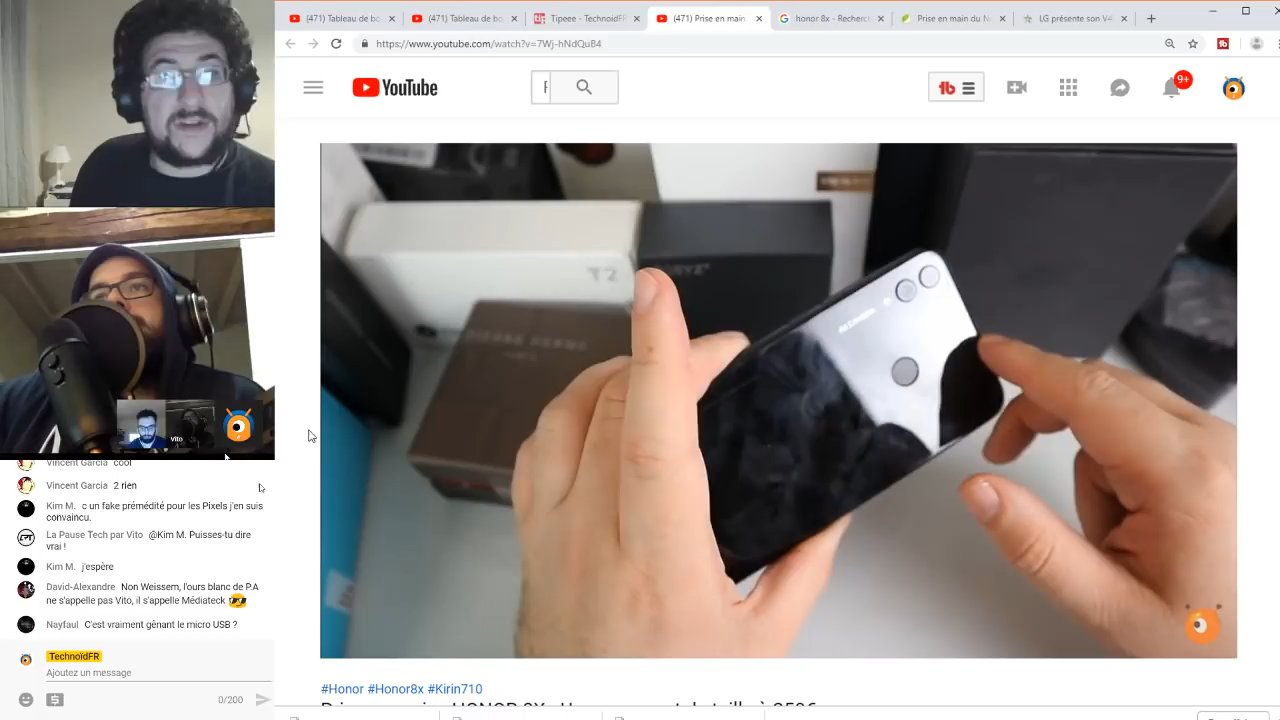 (471) Tableau de bo
(471) Tableau de bo
Tipeee - TechnoidFR
(471) Prise en main
honor 8x - Recherc
Prise en main du N
LG présente son V4
https://www.youtube.com/watch?v=7Wj-hNdQuB4
YouTube
9+
T2
Vito
Vincent Garcia cool
Vincent Garcia 2 rien
Kim M. c un fake prémédité pour les Pixels j'en suis
convaincu.
La Pause Tech par Vito @Kim M. Puisses-tu dire
vrai !
Kim M. j'espère
David-Alexandre Non Weissem, l'ours blanc de P.A
ne s'appelle pas Vito, il s'appelle Médiateck
Nayfaul C'est vraiment gênant le micro USB ?
TechnoïdFR
Ajoutez un message
0/200
#Honor #Honor8x #Kirin710